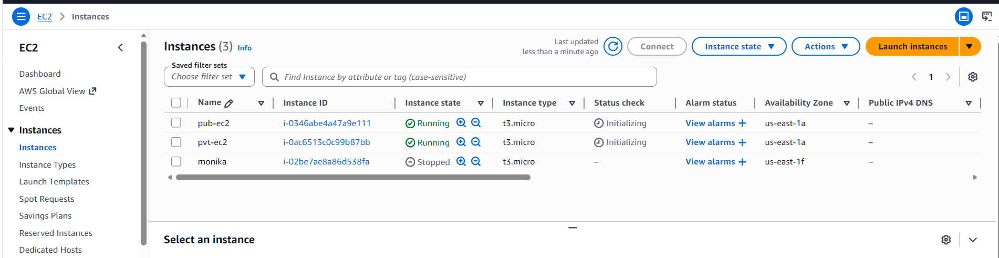 EC2 > Instances
EC2
Dashboard
AWS Global View
Events
Instances
Instances
Instance Types
Launch Templates
Spot Requests
Savings Plans
Reserved Instances
Dedicated Hosts
Instances (3) Info
Last updated
less than a minute ago
Connect
Instance state
Actions
Launch instances
Saved filter sets
Choose filter set
Find Instance by attribute or tag (case-sensitive)
1
Name Instance ID Instance state Instance type Status check Alarm status Availability Zone Public IPv4 DNS
pub-ec2 i-0346abe4a47a9e111 Running t3.micro Initializing View alarms + us-east-1a –
pvt-ec2 i-0ac6513c0c99b87bb Running t3.micro Initializing View alarms + us-east-1a –
monika i-02be7ae8a86d538fa Stopped t3.micro – View alarms + us-east-1f –
Select an instance